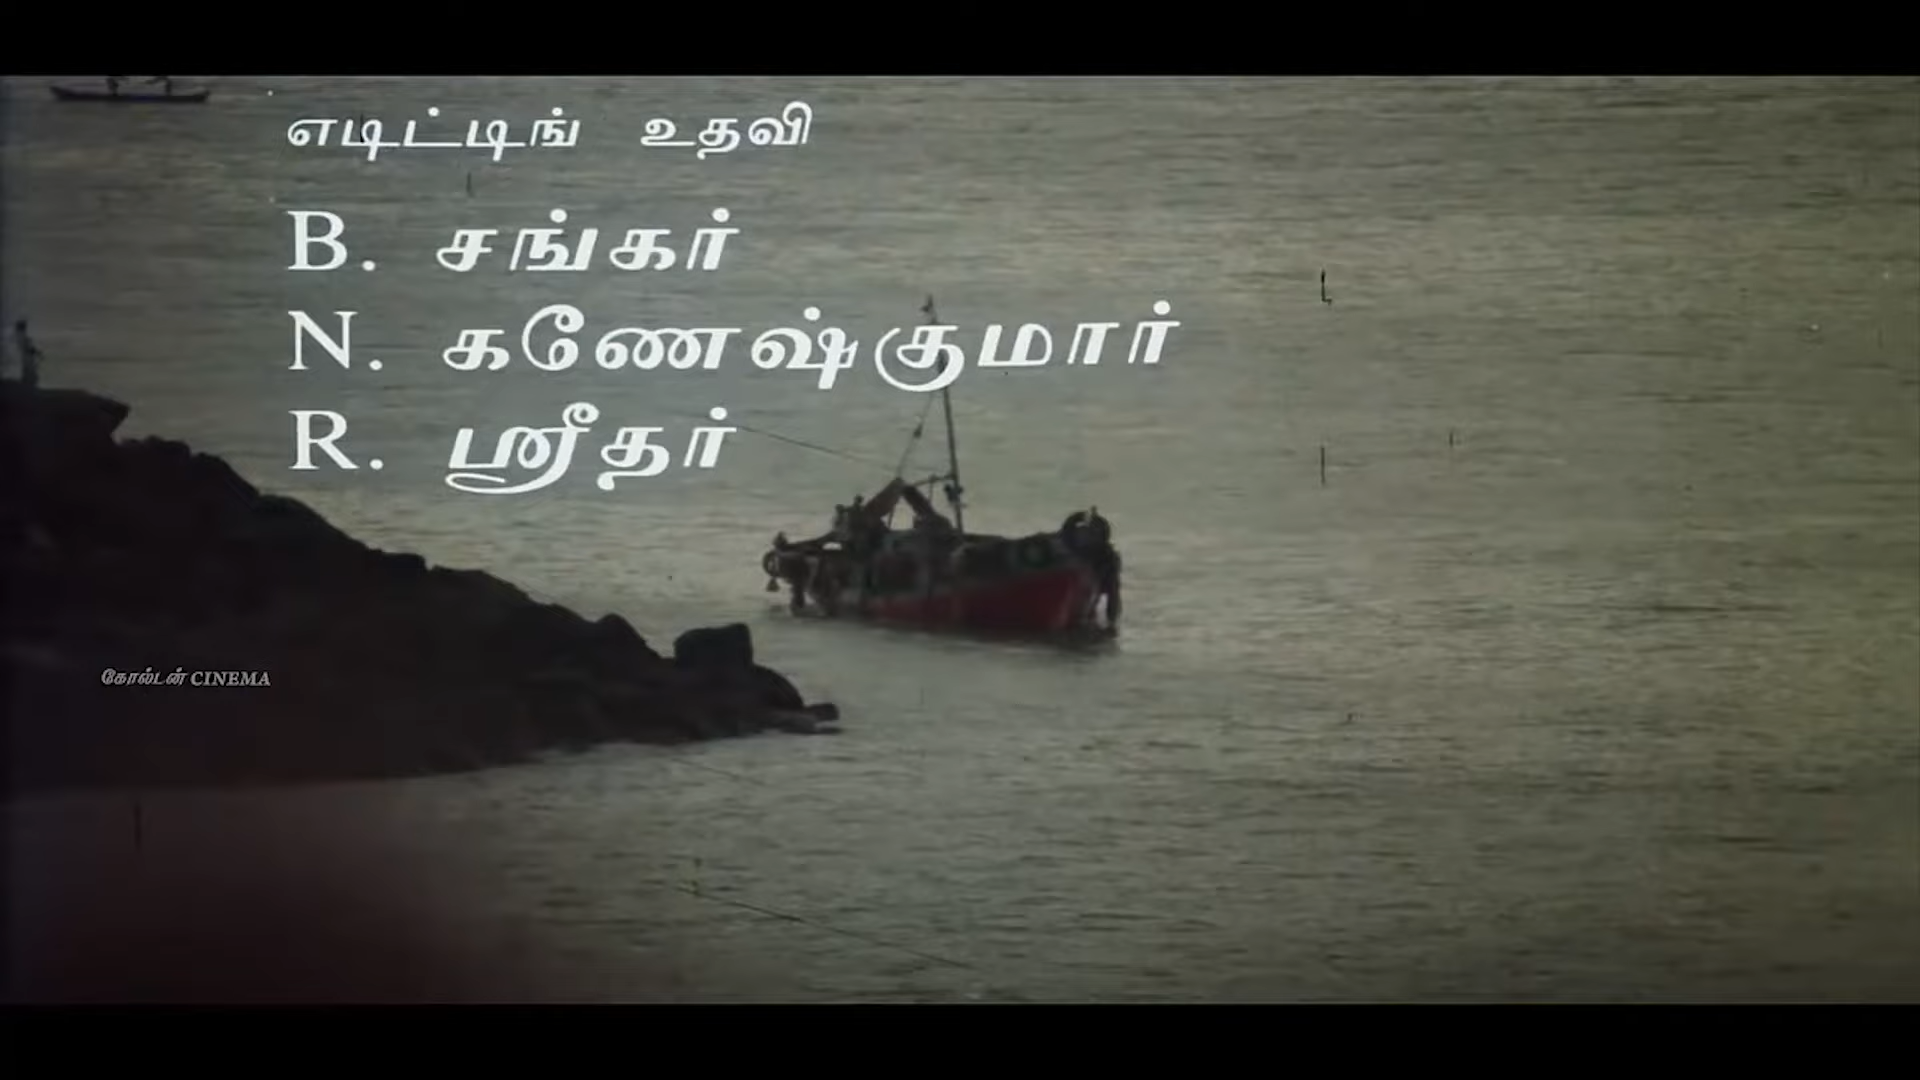 எடிட்டிங் உதவி
B. சங்கர்
N. கணேஷ்குமார்
R. ஸ்ரீதர்
கோல்டன் CINEMA